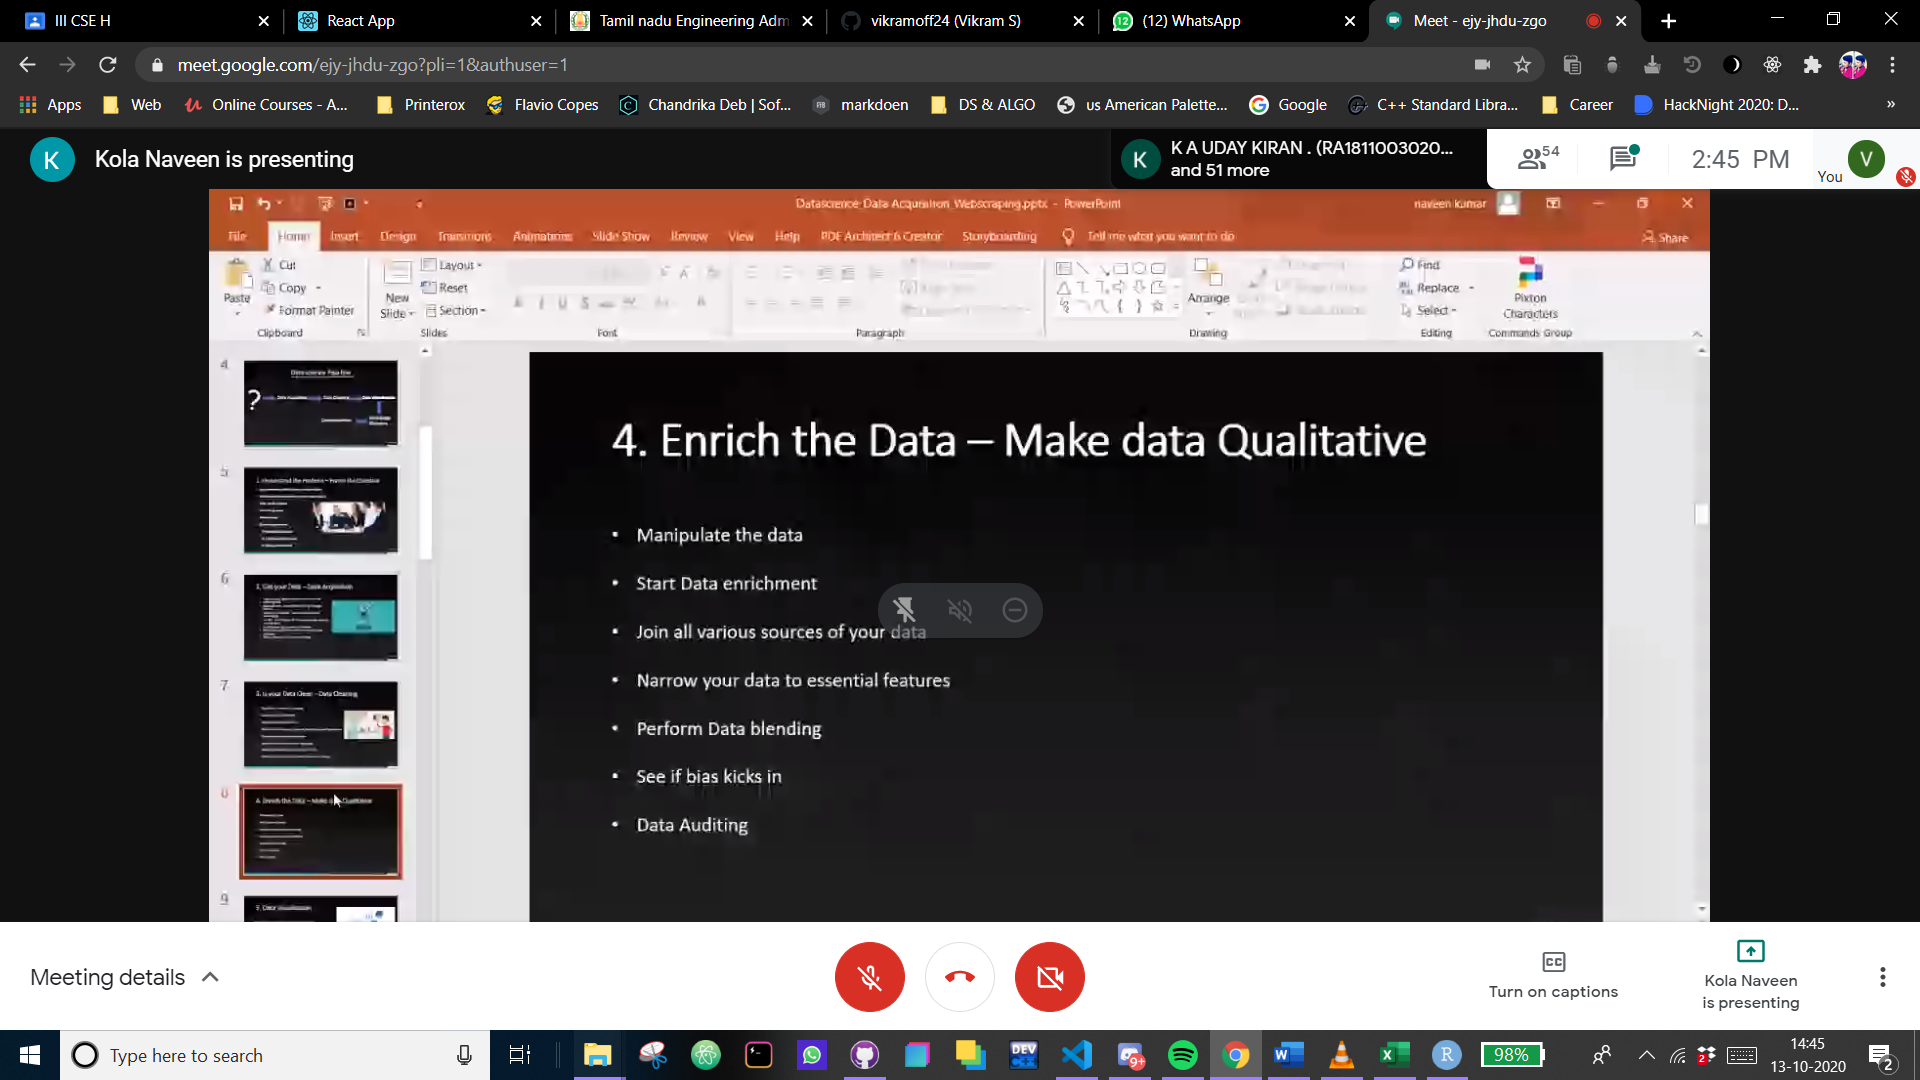 III CSE H
React App
Tamil nadu Engineering Adm
vikramoff24 (Vikram S)
(12) WhatsApp
Meet - ejy-jhdu-zgo
meet.google.com/ejy-jhdu-zgo?pli=1&authuser=1
Apps
Web
Online Courses - A...
Printerox
Flavio Copes
Chandrika Deb | Sof...
markdoen
DS & ALGO
us American Palette...
Google
C++ Standard Libra...
Career
HackNight 2020: D...
»
K
Kola Naveen is presenting
K
K A UDAY KIRAN . (RA1811003020...
and 51 more
54
2:45 PM
You
V
Datascience_Data Acquisition_Webscraping.pptx - PowerPoint
naveen kumar
File
Home
Insert
Design
Transitions
Animations
Slide Show
Review
View
Help
PDF Architect 6 Creator
Storyboarding
Tell me what you want to do
Share
Paste
Cut
Copy
Format Painter
Clipboard
New
Slide
Layout
Reset
Section
Slides
Font
Paragraph
Arrange
Drawing
Find
Replace
Select
Editing
Pixton
Characters
Commands Group
4
5
6
7
8
9
4. Enrich the Data – Make data Qualitative
• Manipulate the data
• Start Data enrichment
• Join all various sources of your data
• Narrow your data to essential features
• Perform Data blending
• See if bias kicks in
• Data Auditing
Meeting details
CC
Turn on captions
Kola Naveen
is presenting
Type here to search
DEV
C++
98%
14:45
13-10-2020
2